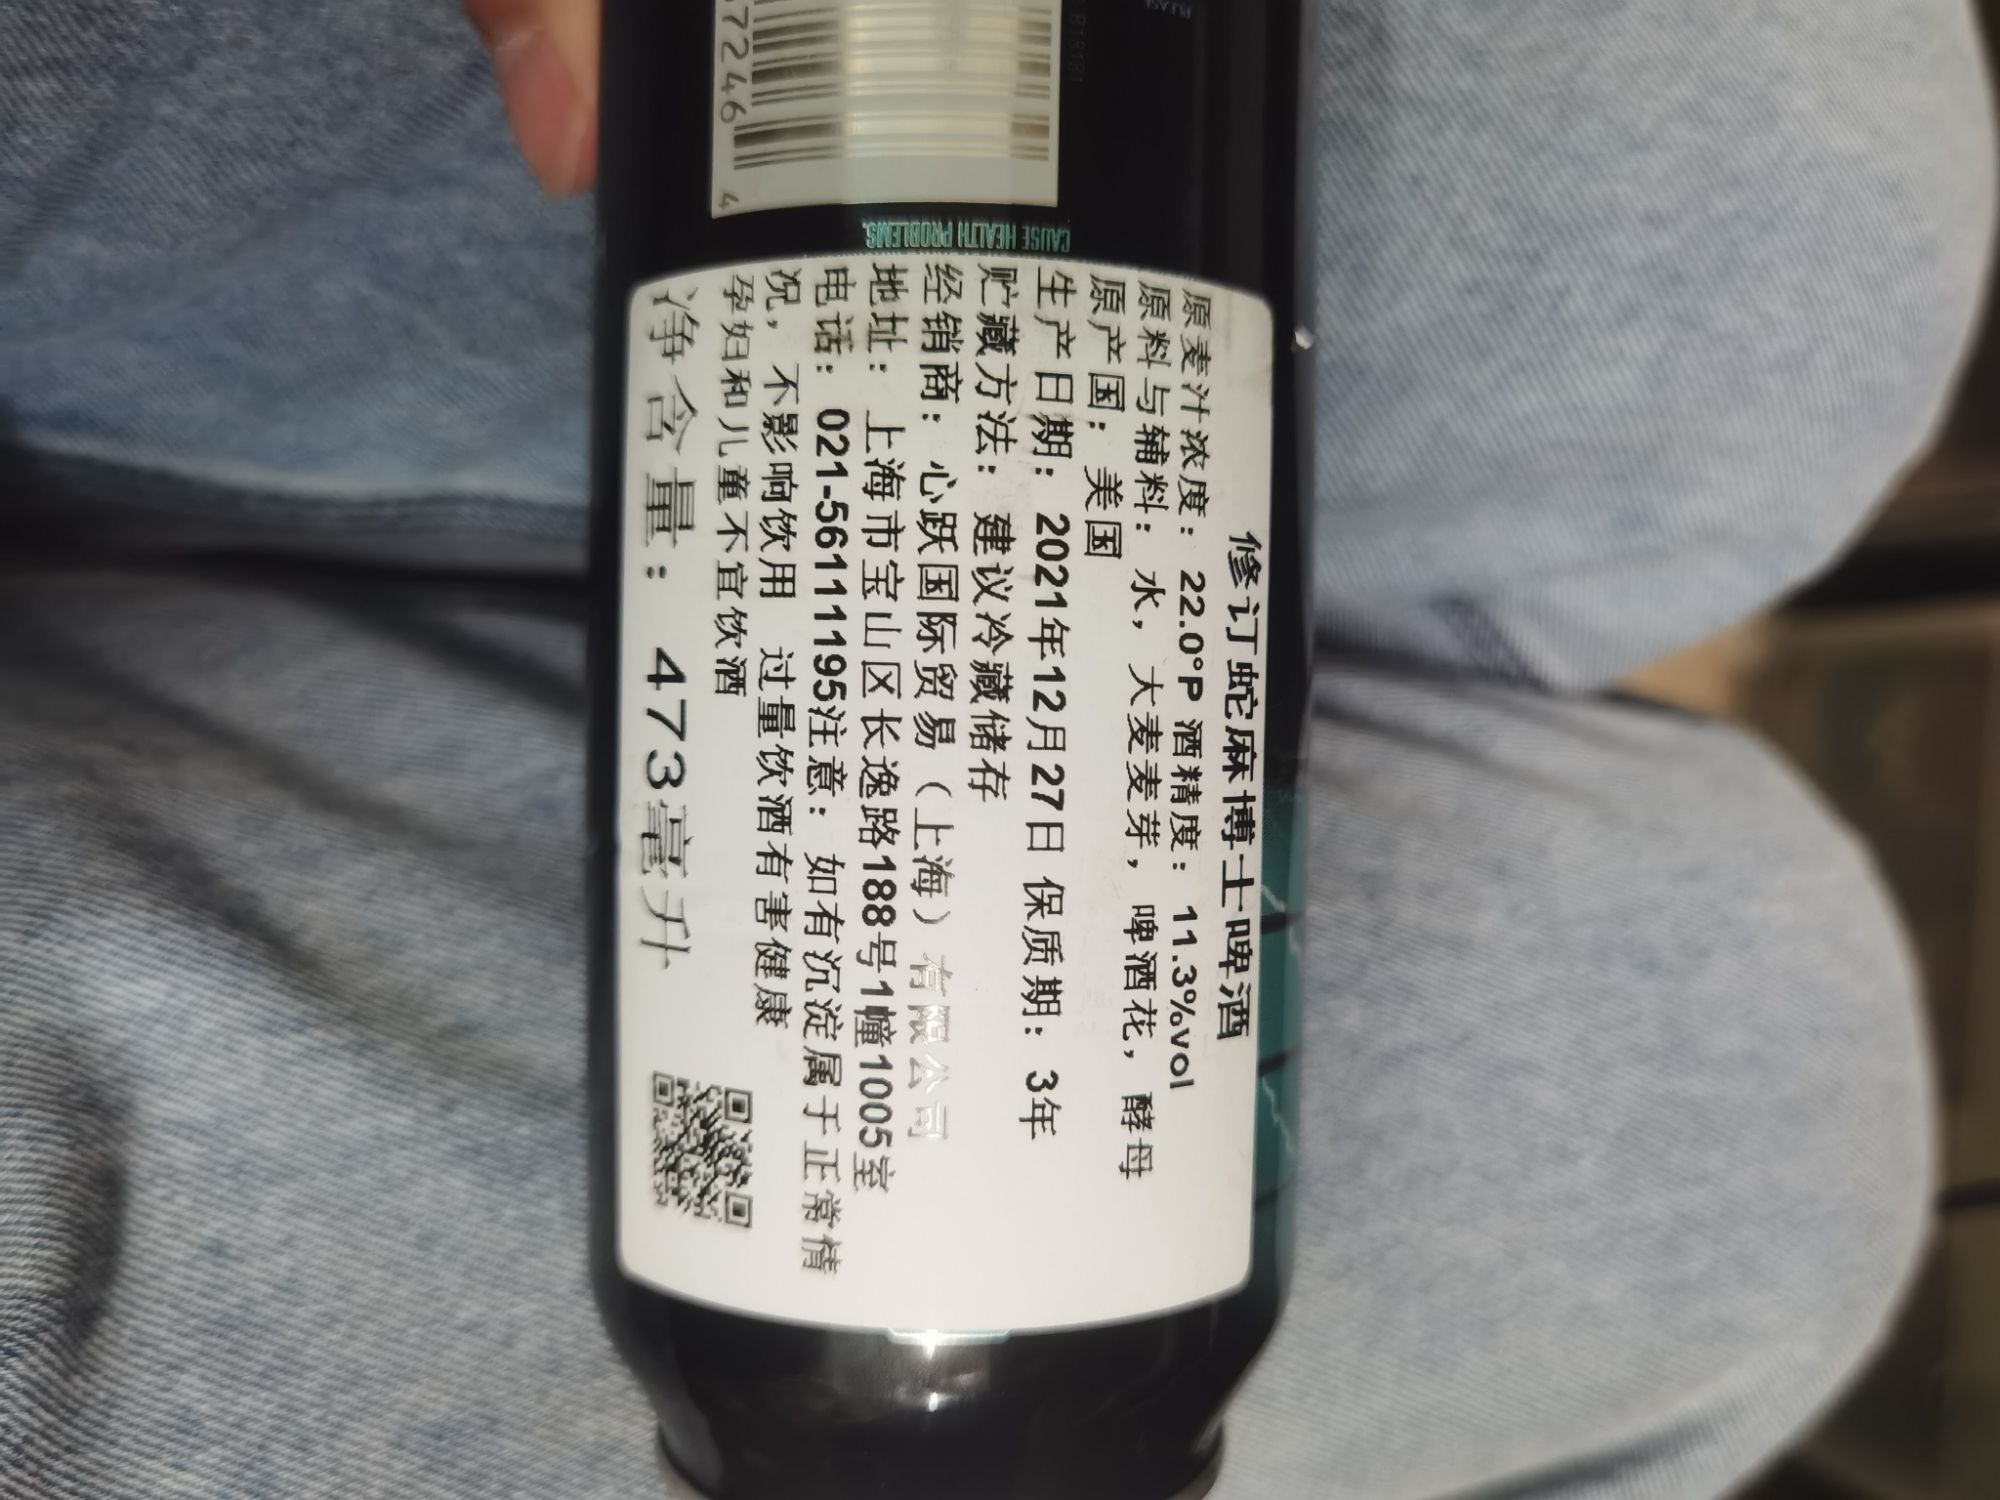 修订蛇麻博士啤酒
原麦汁浓度：22.0°P 酒精度：11.3%vol
原料与辅料：水，大麦麦芽，啤酒花，酵母
原产国：美国
生产日期：2021年12月27日 保质期：3年
贮藏方法：建议冷藏储存
经销商：心跃国际贸易（上海）有限公司
地址：上海市宝山区长逸路188号1幢1005室
电话：021-56111195注意：如有沉淀属于正常情
况，不影响饮用 过量饮酒有害健康
孕妇和儿童不宜饮酒
净含量：473毫升
CAUSE HEALTH PROBLEMS.
72246 4